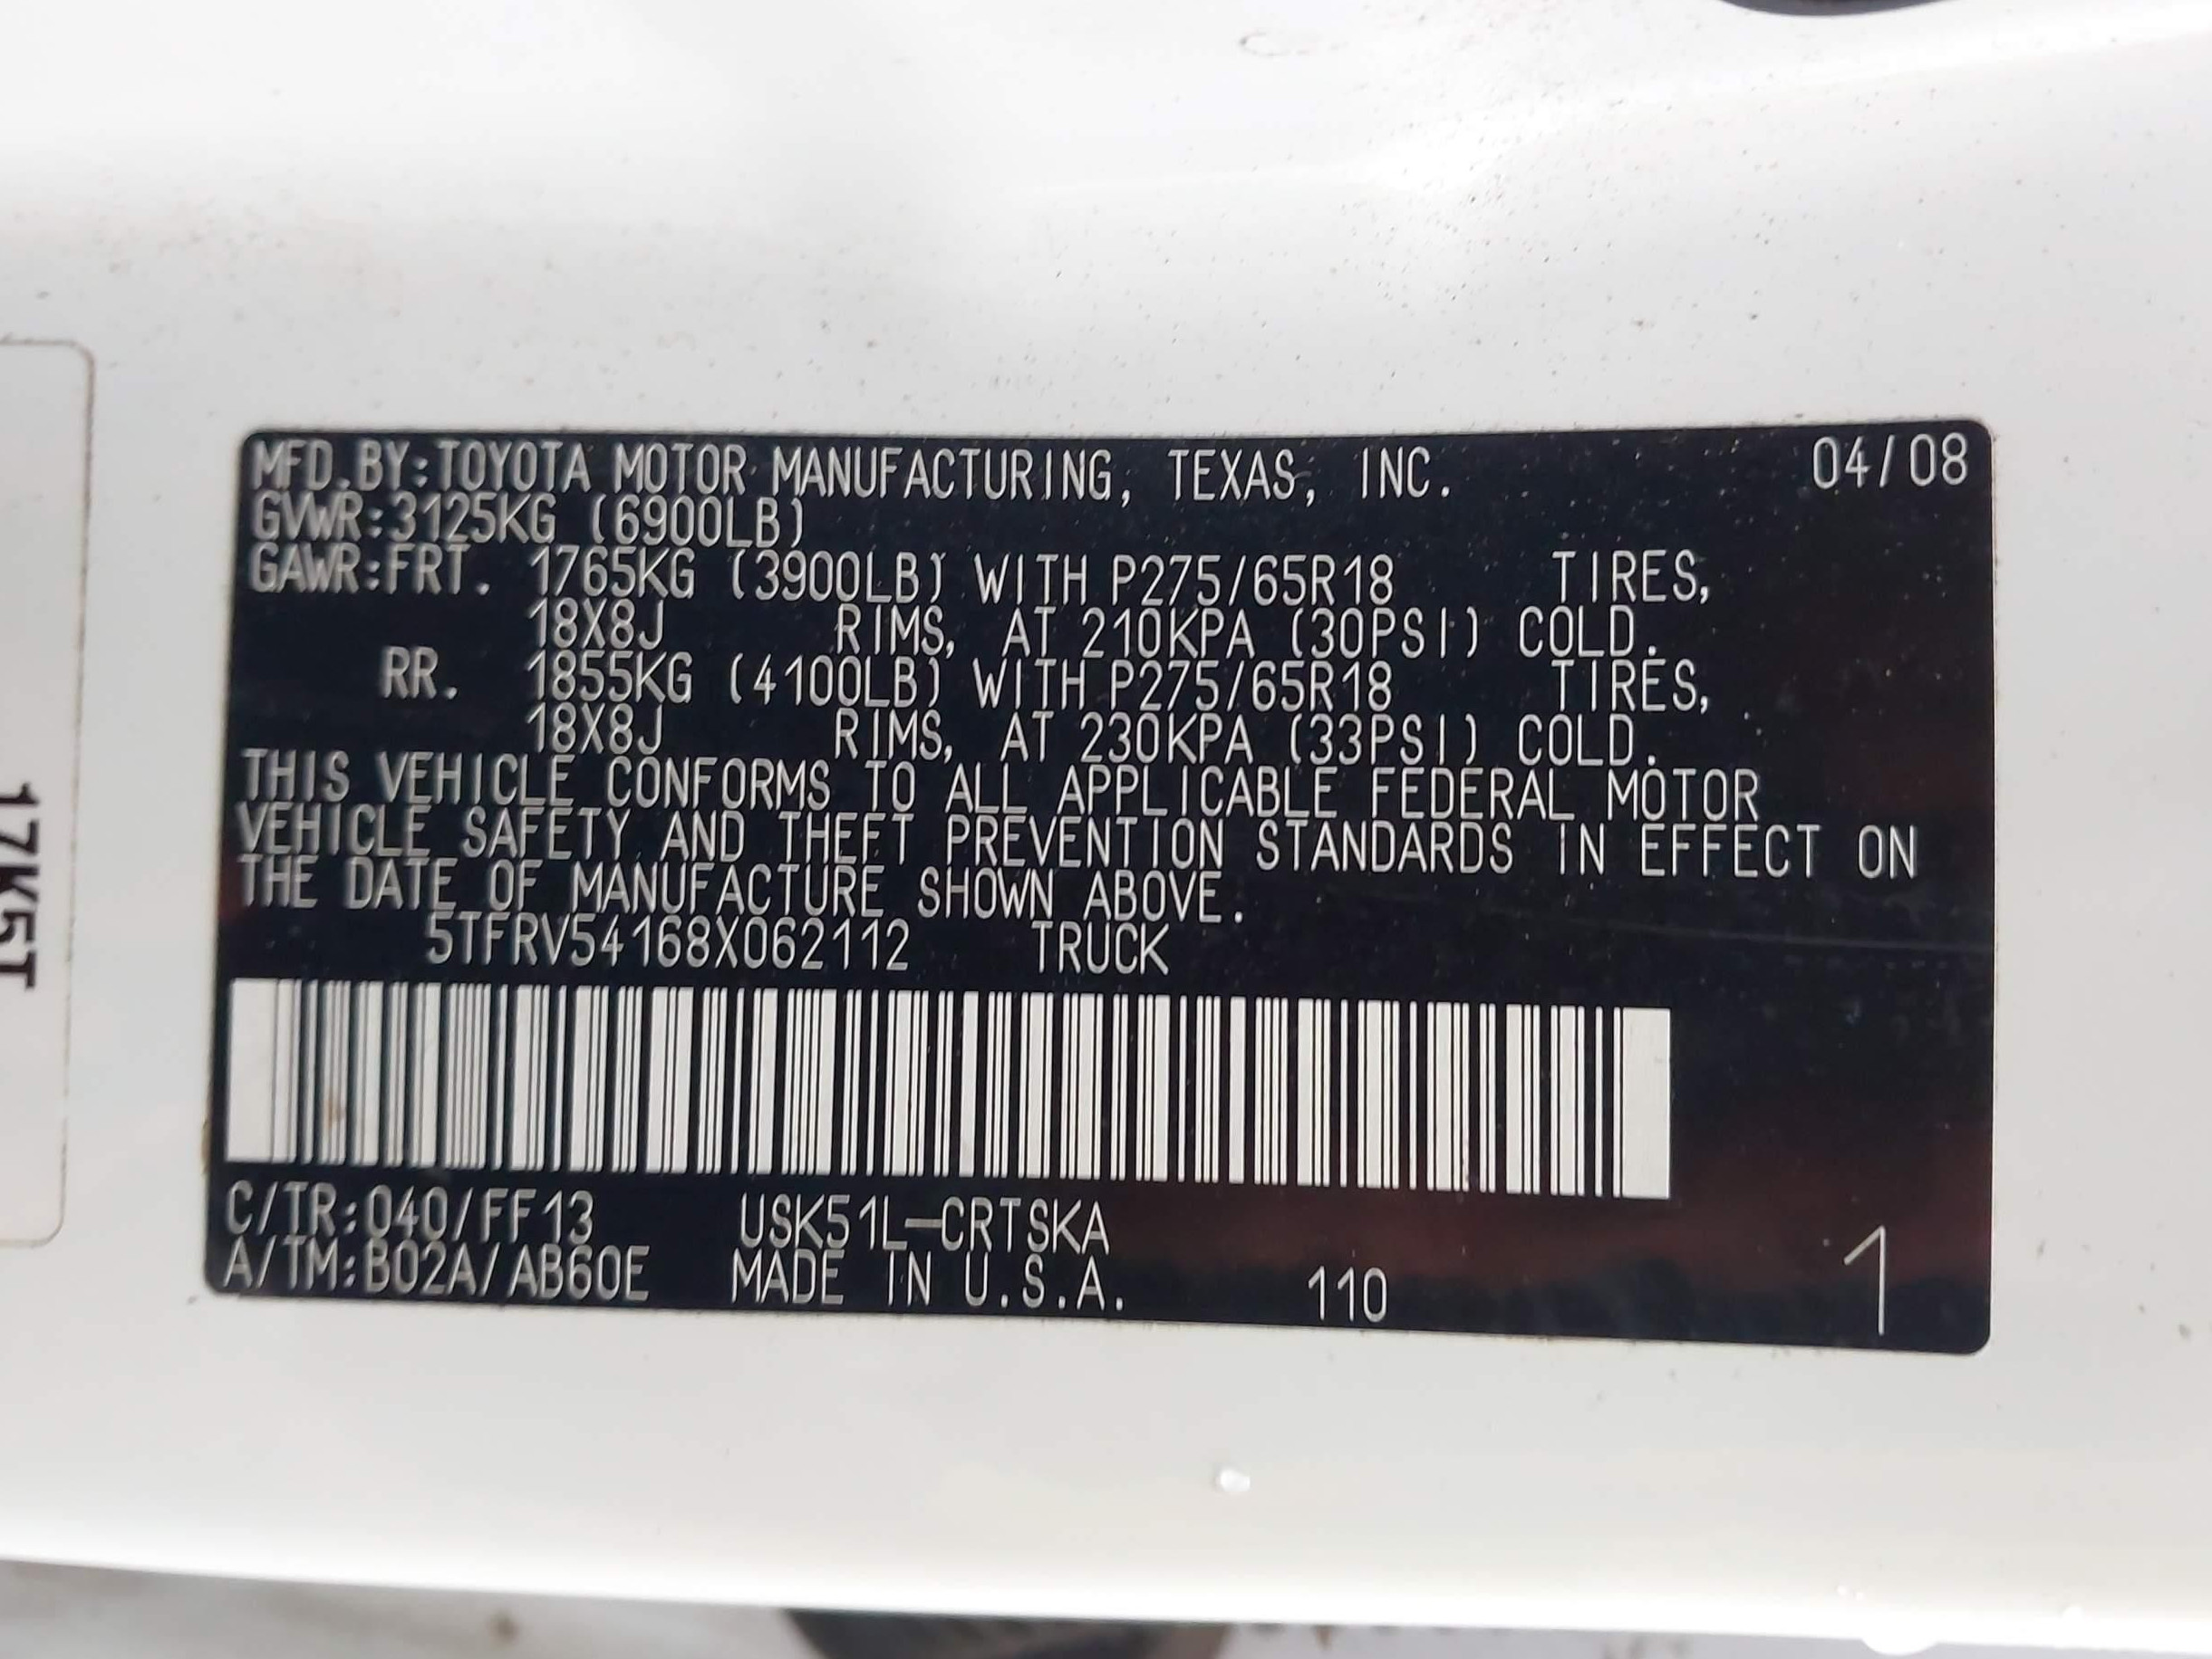 MFD.BY:TOYOTA MOTOR MANUFACTURING, TEXAS, INC. 04/08
GVWR:3125KG (6900LB)
GAWR:FRT. 1765KG (3900LB) WITH P275/65R18 TIRES,
18X8J RIMS, AT 210KPA (30PSI) COLD.
RR. 1855KG (4100LB) WITH P275/65R18 TIRES,
18X8J RIMS, AT 230KPA (33PSI) COLD.
THIS VEHICLE CONFORMS TO ALL APPLICABLE FEDERAL MOTOR
VEHICLE SAFETY AND THEFT PREVENTION STANDARDS IN EFFECT ON
THE DATE OF MANUFACTURE SHOWN ABOVE.
5TFRV54168X062112 TRUCK
C/TR:040/FF13 USK51L-CRTSKA
A/TM:B02A/AB60E MADE IN U.S.A. 110 1
17K5T